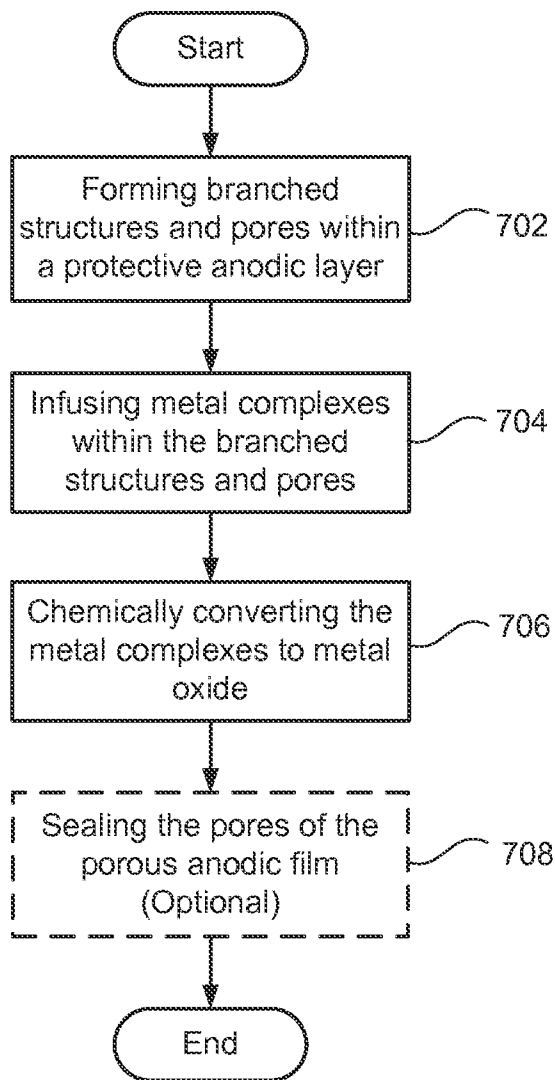 Start
Forming branched
structures and pores within
a protective anodic layer
702
Infusing metal complexes
within the branched
structures and pores
704
Chemically converting the
metal complexes to metal
oxide
706
Sealing the pores of the
porous anodic film
(Optional)
708
End